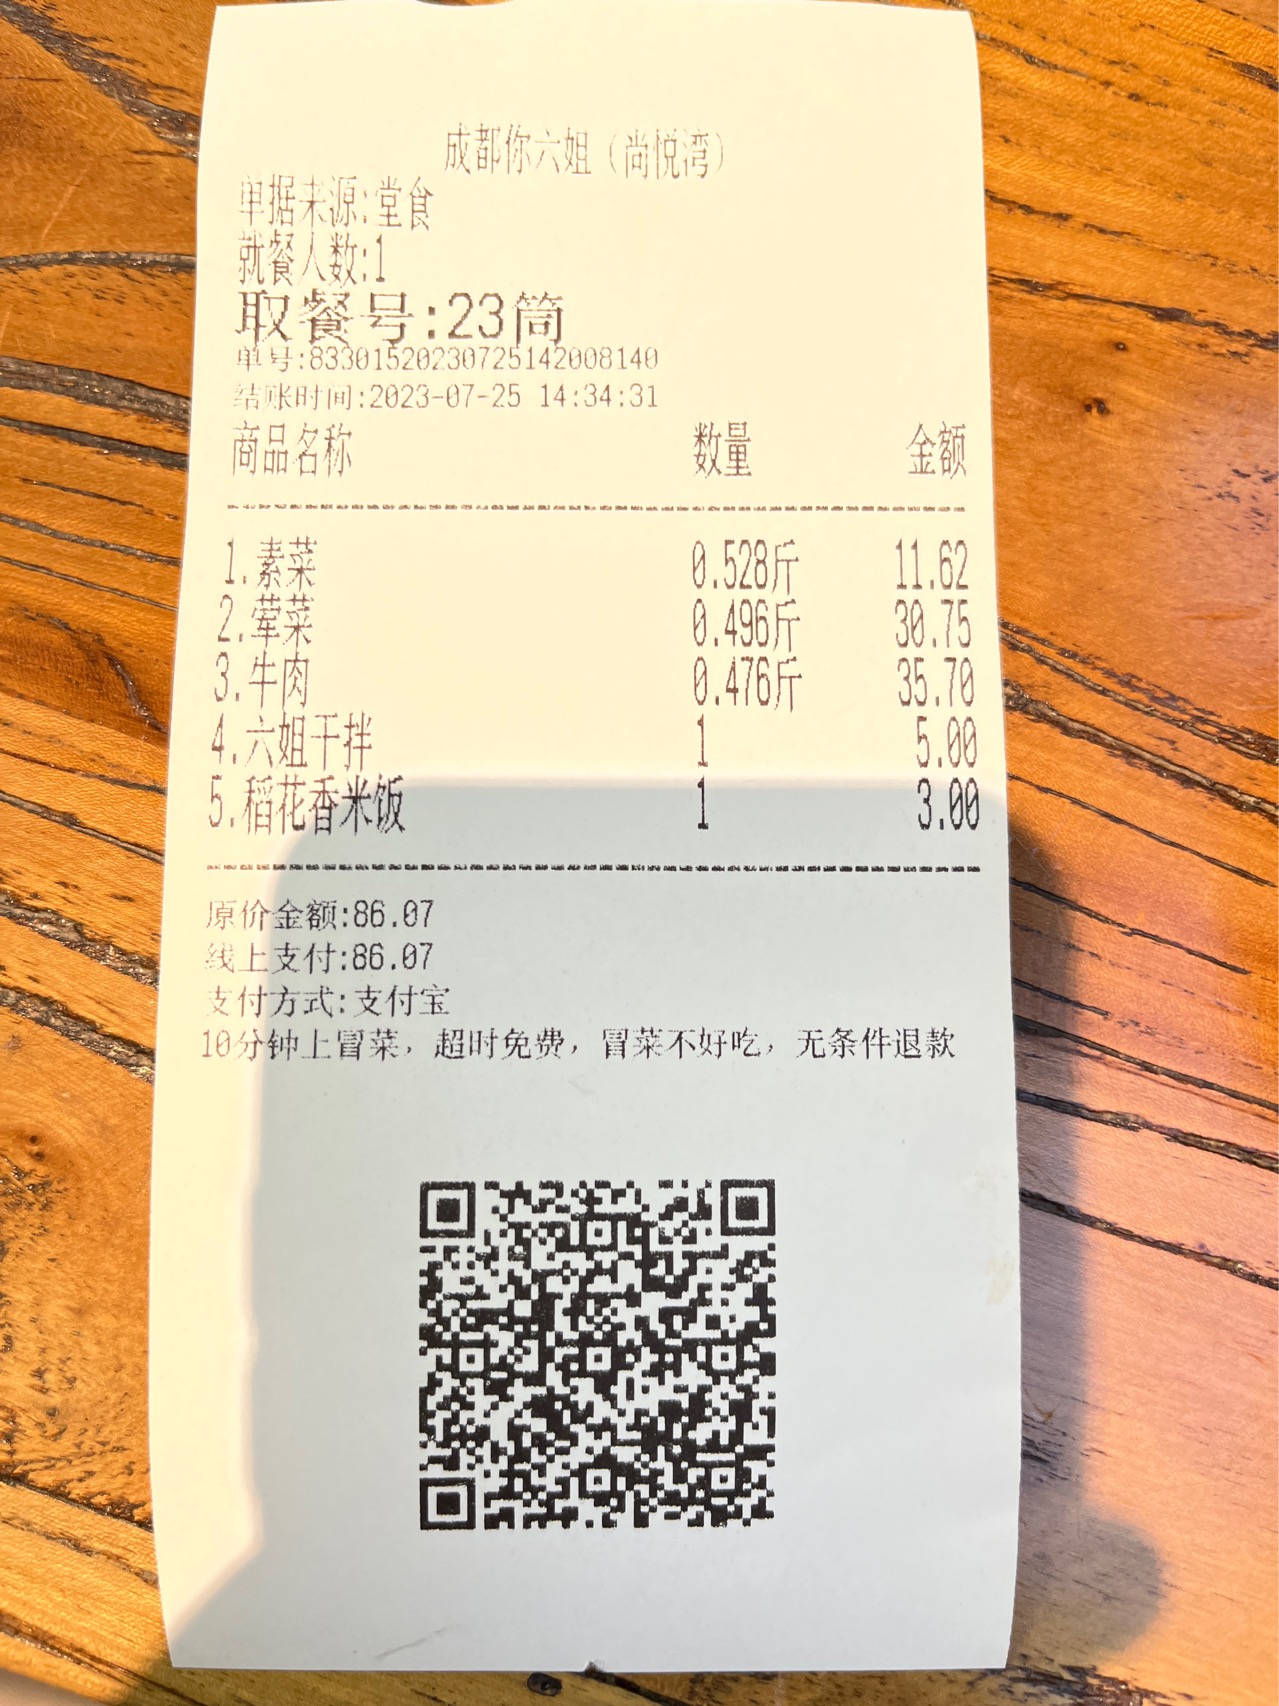 成都你六姐（尚悦湾）
单据来源:堂食
就餐人数:1
取餐号:23筒
单号:83301520230725142008140
结账时间:2023-07-25 14:34:31
商品名称 数量 金额
1.素菜 0.528斤 11.62
2.荤菜 0.496斤 30.75
3.牛肉 0.476斤 35.70
4.六姐干拌 1 5.00
5.稻花香米饭 1 3.00
原价金额:86.07
线上支付:86.07
支付方式:支付宝
10分钟上冒菜，超时免费，冒菜不好吃，无条件退款